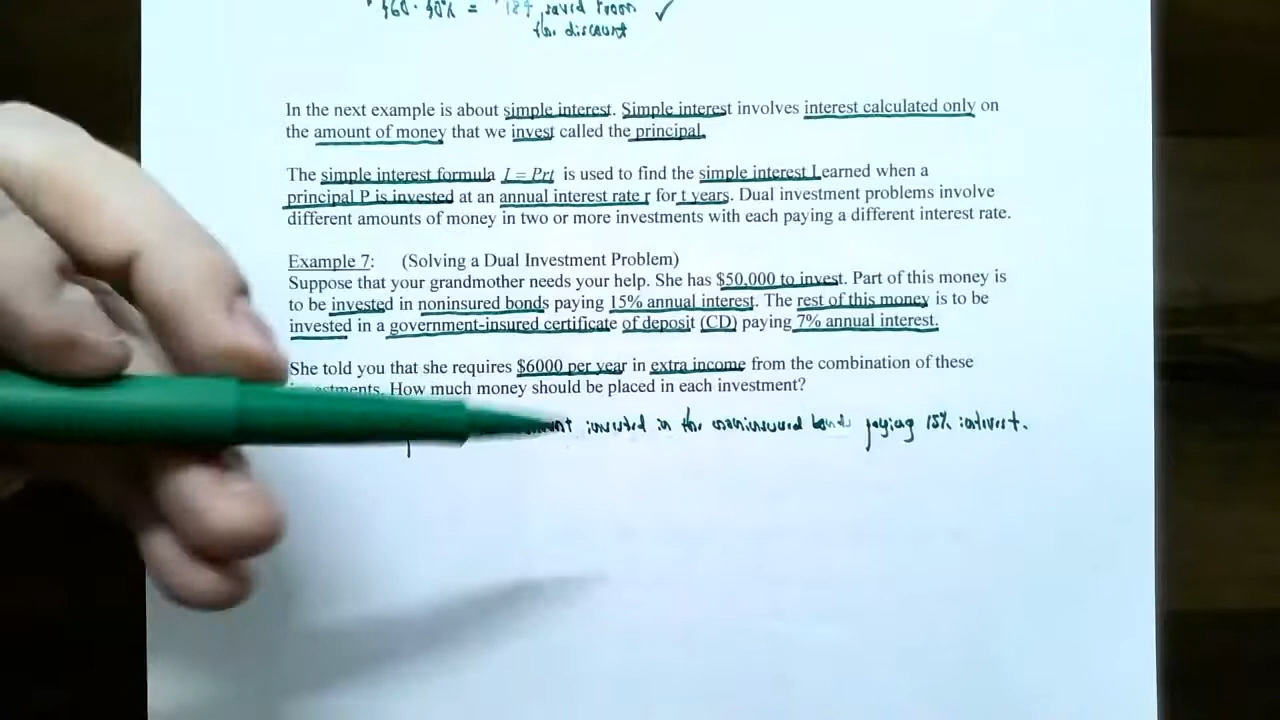 $460 · 40% = $184 saved from
the discount ✓
In the next example is about simple interest. Simple interest involves interest calculated only on
the amount of money that we invest called the principal.
The simple interest formula I = Prt is used to find the simple interest I earned when a
principal P is invested at an annual interest rate r for t years. Dual investment problems involve
different amounts of money in two or more investments with each paying a different interest rate.
Example 7: (Solving a Dual Investment Problem)
Suppose that your grandmother needs your help. She has $50,000 to invest. Part of this money is
to be invested in noninsured bonds paying 15% annual interest. The rest of this money is to be
invested in a government-insured certificate of deposit (CD) paying 7% annual interest.
She told you that she requires $6000 per year in extra income from the combination of these
How much money should be placed in each investment?
invested in the noninsured bonds paying 15% interest.